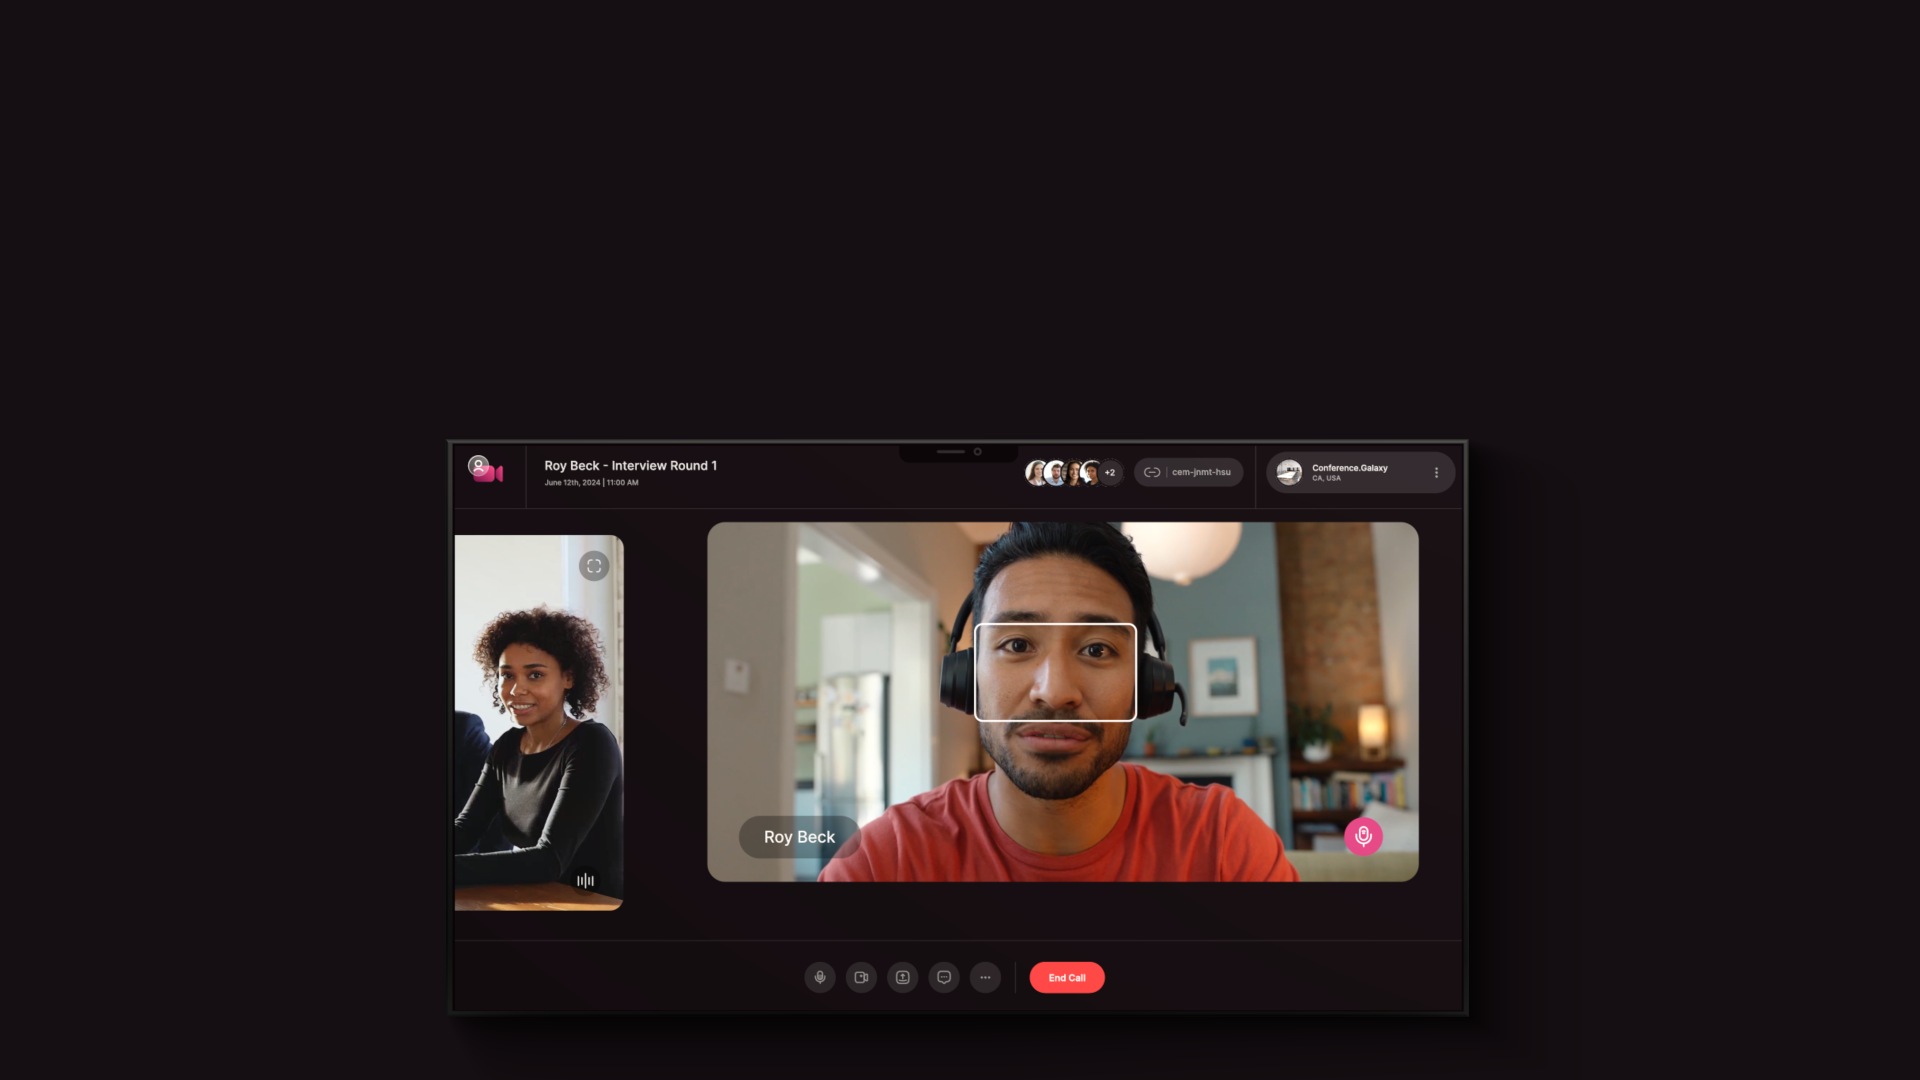 Roy Beck - Interview Round 1
June 12th, 2024 | 11:00 AM
+2
cem-jnmt-hsu
Conference.Galaxy
CA, USA
Roy Beck
End Call